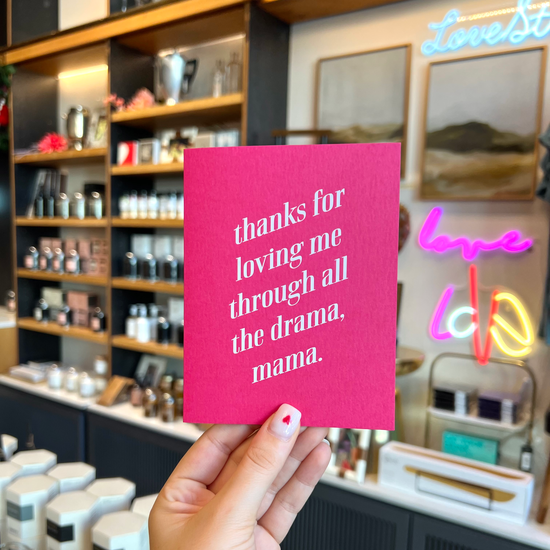 thanks for
loving me
through all
the drama,
mama.
LoveSt
love